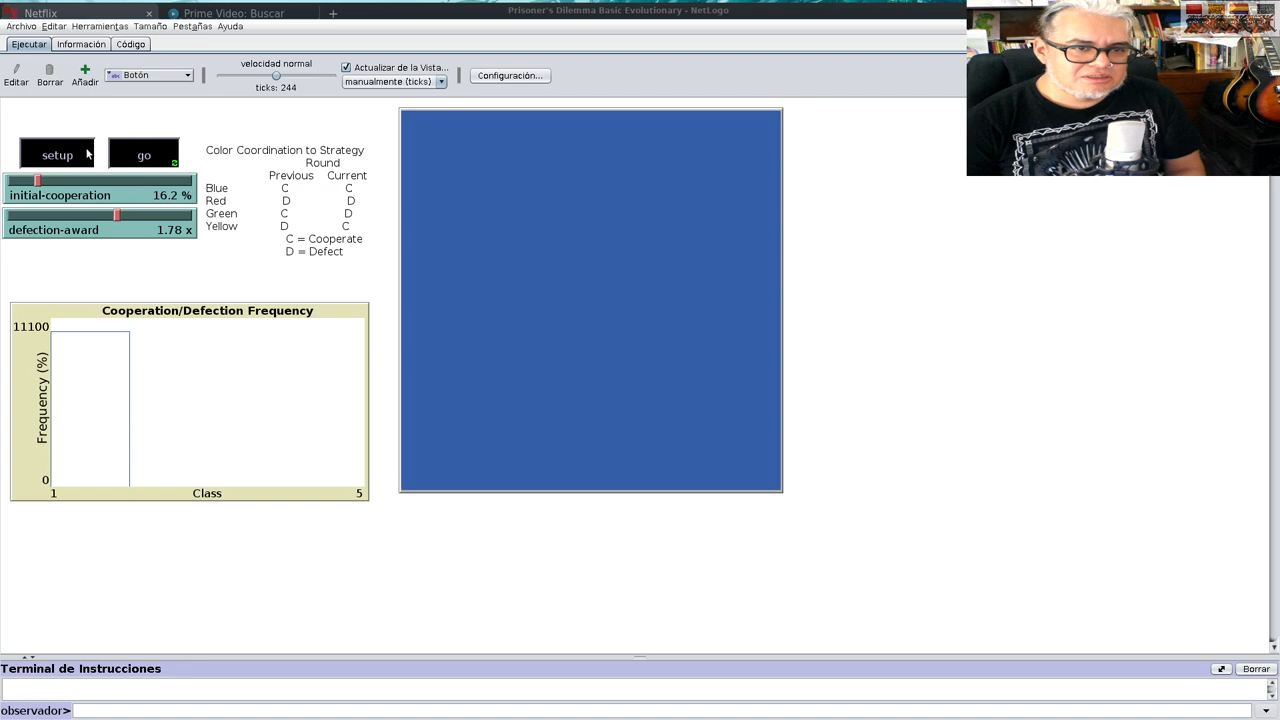 Netflix × Prime Video: Buscar +
Prisoner's Dilemma Basic Evolutionary - NetLogo
Archivo Editar Herramientas Tamaño Pestañas Ayuda
Ejecutar Información Código
Editar Borrar Añadir Botón
velocidad normal
ticks: 244
Actualizar de la Vista...
manualmente (ticks)
Configuración...
setup go
initial-cooperation 16.2 %
defection-award 1.78 x
Color Coordination to Strategy
Round
Previous Current
Blue C C
Red D D
Green C D
Yellow D C
C = Cooperate
D = Defect
Cooperation/Defection Frequency
11100
Frequency (%)
0
1 Class 5
Terminal de Instrucciones Borrar
observador>